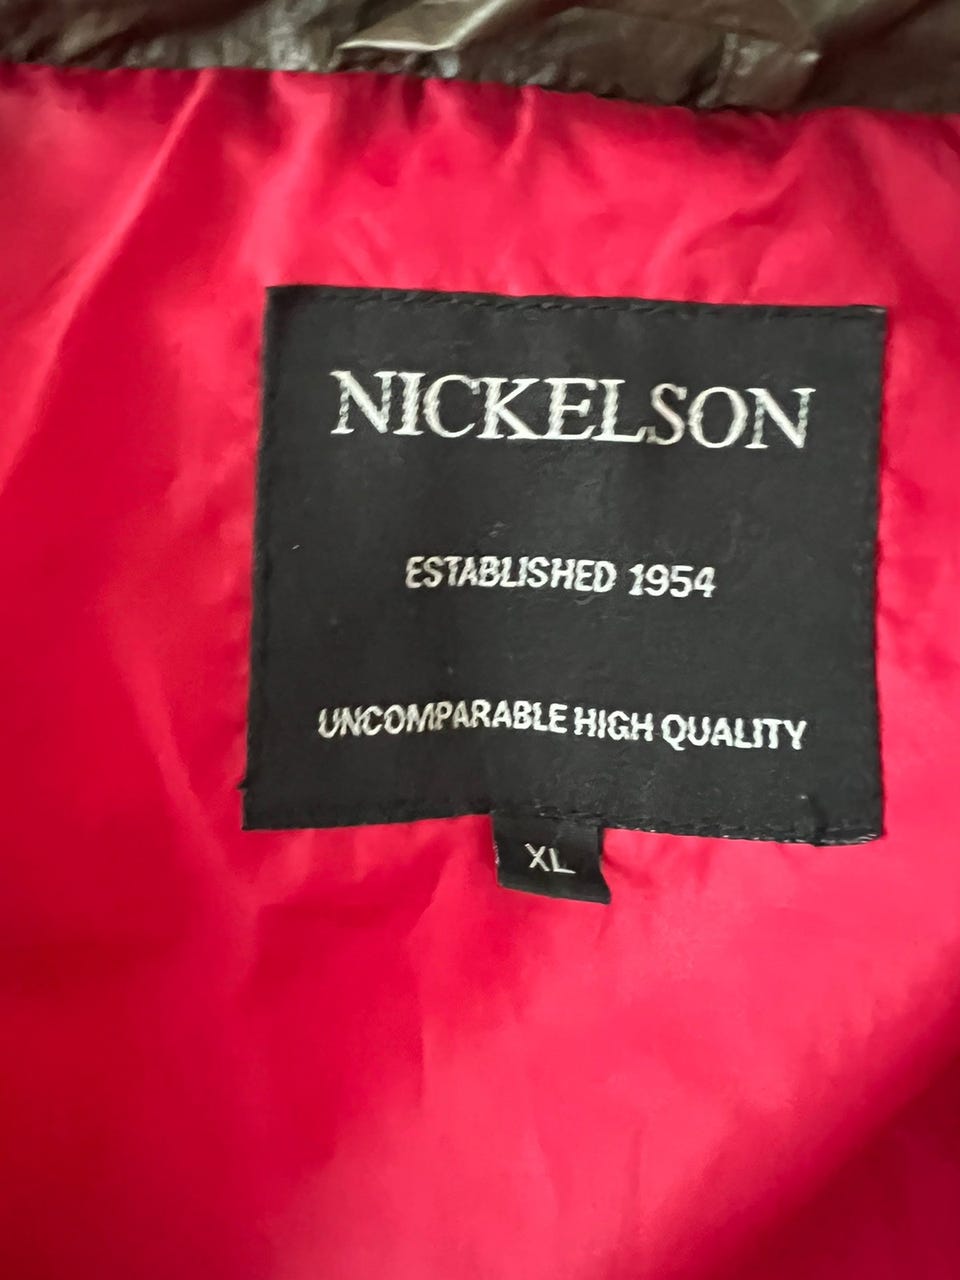 NICKELSON
ESTABLISHED 1954
UNCOMPARABLE HIGH QUALITY
XL